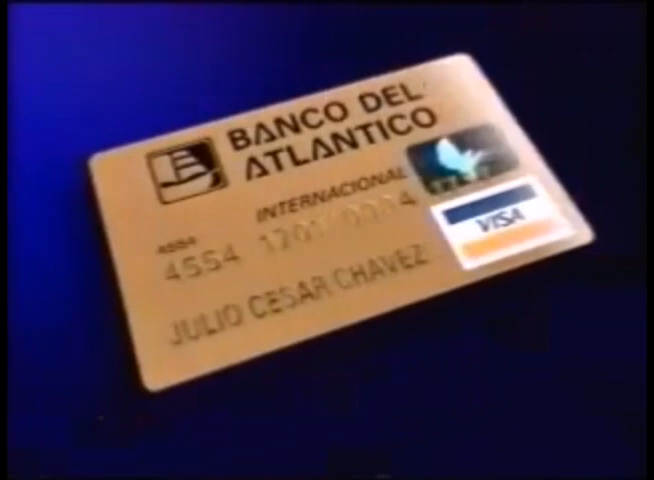 BANCO DEL
ATLANTICO
INTERNACIONAL
4554
VISA
JULIO CESAR CHAVEZ